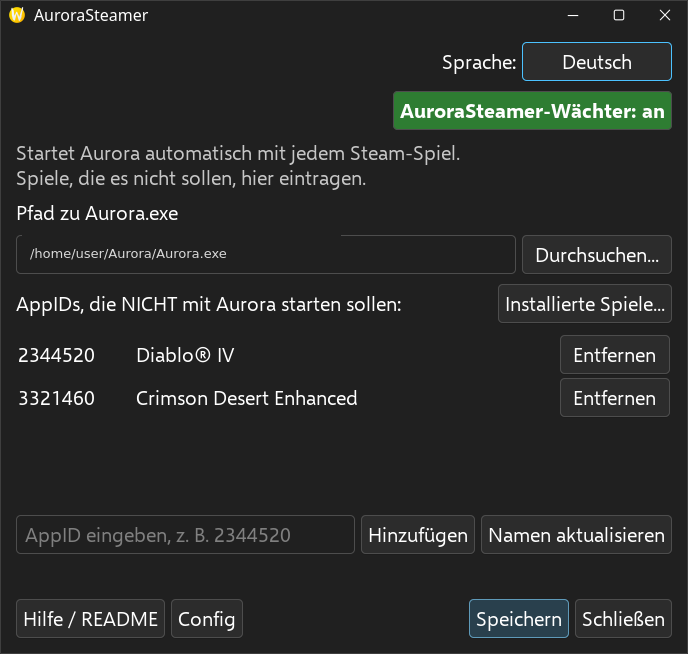 AuroraSteamer
Sprache: Deutsch
AuroraSteamer-Wächter: an
Startet Aurora automatisch mit jedem Steam-Spiel.
Spiele, die es nicht sollen, hier eintragen.
Pfad zu Aurora.exe
/home/user/Aurora/Aurora.exe Durchsuchen...
AppIDs, die NICHT mit Aurora starten sollen: Installierte Spiele...
2344520 Diablo® IV Entfernen
3321460 Crimson Desert Enhanced Entfernen
AppID eingeben, z. B. 2344520 Hinzufügen Namen aktualisieren
Hilfe / README Config Speichern Schließen